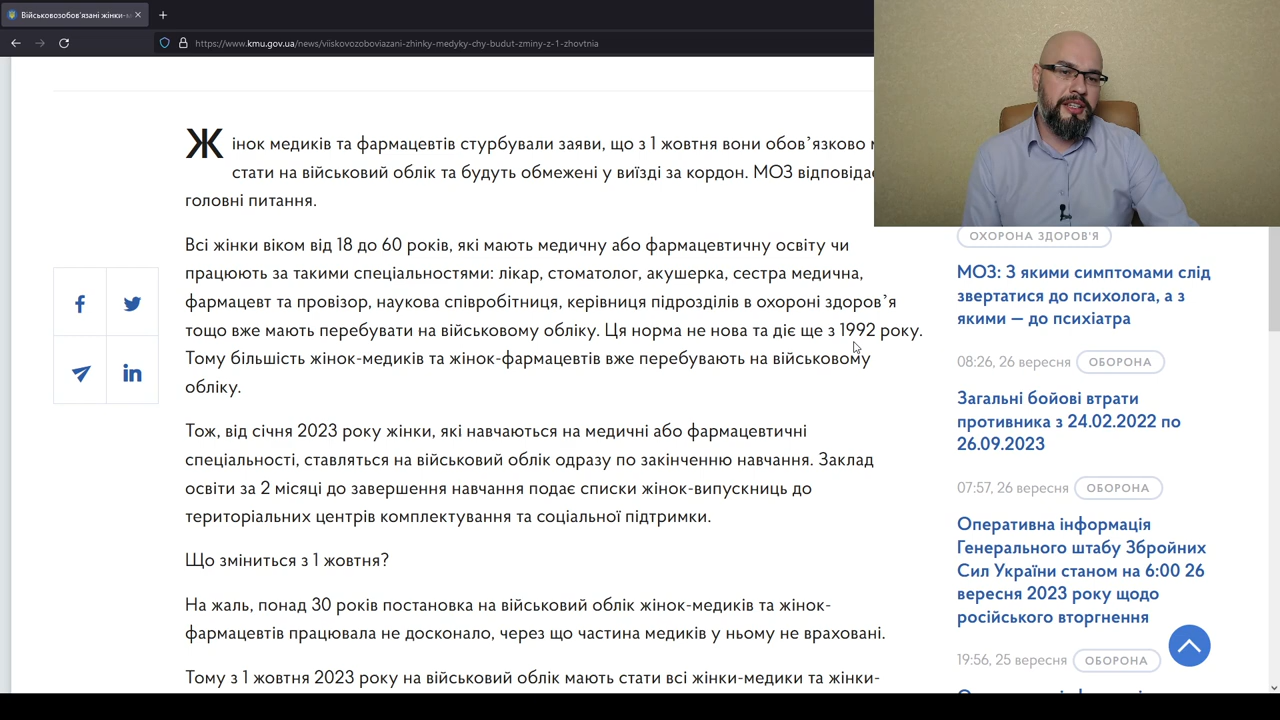 Військовозобов'язані жінки-м
https://www.kmu.gov.ua/news/viiskovozoboviazani-zhinky-medyky-chy-budut-zminy-z-1-zhovtnia
Жінок медиків та фармацевтів стурбували заяви, що з 1 жовтня вони обов’язково
стати на військовий облік та будуть обмежені у виїзді за кордон. МОЗ відповідає
головні питання.
Всі жінки віком від 18 до 60 років, які мають медичну або фармацевтичну освіту чи
працюють за такими спеціальностями: лікар, стоматолог, акушерка, сестра медична,
фармацевт та провізор, наукова співробітниця, керівниця підрозділів в охороні здоров’я
тощо вже мають перебувати на військовому обліку. Ця норма не нова та діє ще з 1992 року.
Тому більшість жінок-медиків та жінок-фармацевтів вже перебувають на військовому
обліку.
Тож, від січня 2023 року жінки, які навчаються на медичні або фармацевтичні
спеціальності, ставляться на військовий облік одразу по закінченню навчання. Заклад
освіти за 2 місяці до завершення навчання подає списки жінок-випускниць до
територіальних центрів комплектування та соціальної підтримки.
Що зміниться з 1 жовтня?
На жаль, понад 30 років постановка на військовий облік жінок-медиків та жінок-
фармацевтів працювала не досконало, через що частина медиків у ньому не враховані.
Тому з 1 жовтня 2023 року на військовий облік мають стати всі жінки-медики та жінки-
ОХОРОНА ЗДОРОВ'Я
МОЗ: З якими симптомами слід
звертатися до психолога, а з
якими — до психіатра
08:26, 26 вересня ОБОРОНА
Загальні бойові втрати
противника з 24.02.2022 по
26.09.2023
07:57, 26 вересня ОБОРОНА
Оперативна інформація
Генерального штабу Збройних
Сил України станом на 6:00 26
вересня 2023 року щодо
російського вторгнення
19:56, 25 вересня ОБОРОНА